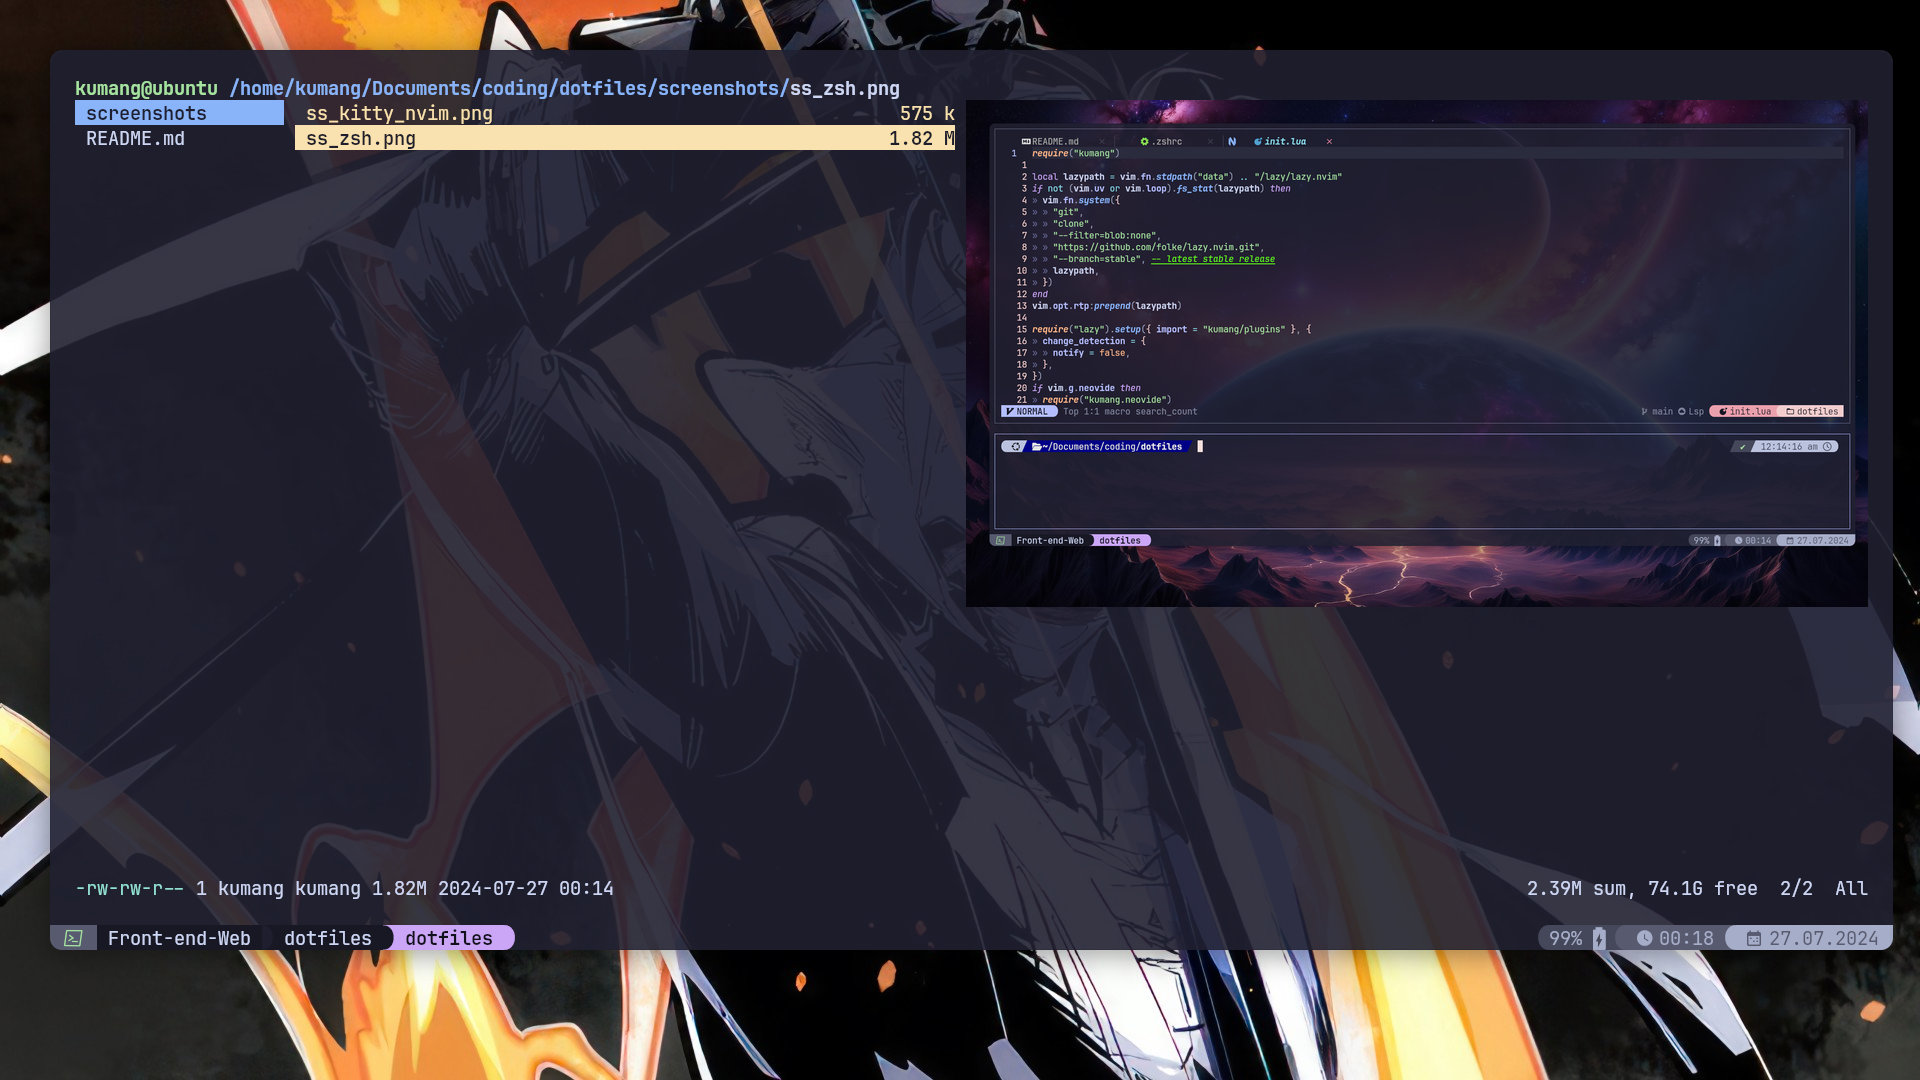 kumang@ubuntu /home/kumang/Documents/coding/dotfiles/screenshots/ss_zsh.png
screenshots ss_kitty_nvim.png 575 k
README.md ss_zsh.png 1.82 M
README.md × .zshrc × init.lua ×
1 require("kumang")
1
2 local lazypath = vim.fn.stdpath("data") .. "/lazy/lazy.nvim"
3 if not (vim.uv or vim.loop).fs_stat(lazypath) then
4 » vim.fn.system({
5 » » "git",
6 » » "clone",
7 » » "--filter=blob:none",
8 » » "https://github.com/folke/lazy.nvim.git",
9 » » "--branch=stable", -- latest stable release
10 » » lazypath,
11 » })
12 end
13 vim.opt.rtp:prepend(lazypath)
14
15 require("lazy").setup({ import = "kumang/plugins" }, {
16 » change_detection = {
17 » » notify = false,
18 » },
19 })
20 if vim.g.neovide then
21 » require("kumang.neovide")
NORMAL Top 1:1 macro search_count main Lsp init.lua dotfiles
~/Documents/coding/dotfiles ✔ 12:14:16 am
Front-end-Web dotfiles 99% 00:14 27.07.2024
-rw-rw-r-- 1 kumang kumang 1.82M 2024-07-27 00:14 2.39M sum, 74.1G free 2/2 All
Front-end-Web dotfiles dotfiles 99% 00:18 27.07.2024